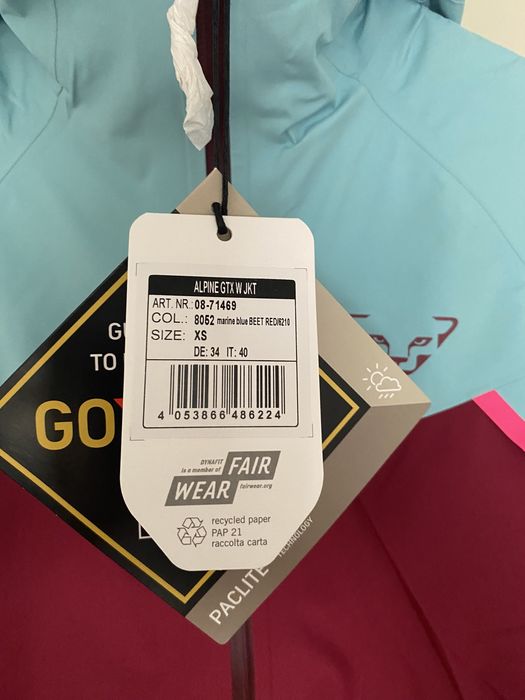 ALPINE GTX W JKT
ART. NR.: 08-71469
COL.: 8052 marine blue BEET RED/6210
SIZE: XS
DE: 34 IT: 40
4 053866 486224
DYNAFIT
is a member of
FAIR
WEAR
fairwear.org
recycled paper
PAP 21
raccolta carta
TO
GO
PACLITE
TECHNOLOGY